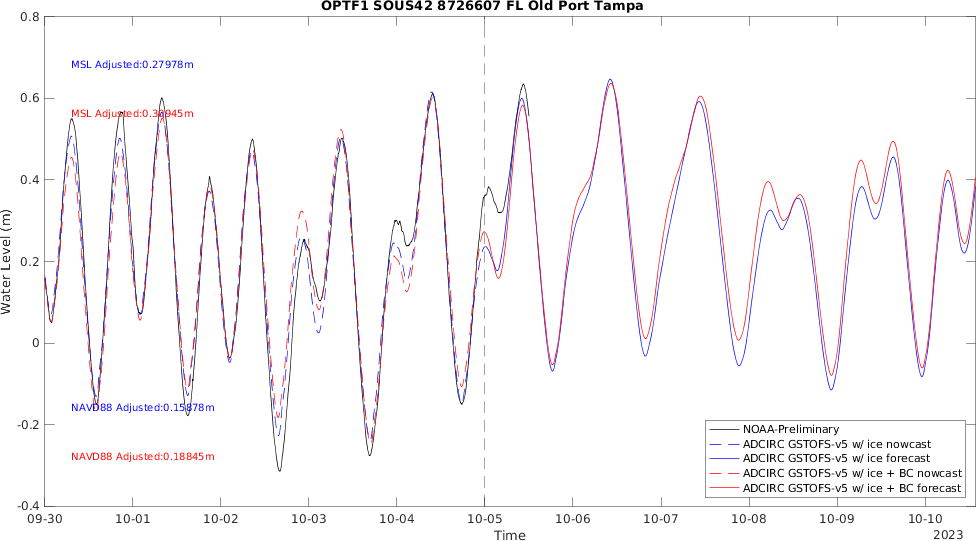 OPTF1 SOUS42 8726607 FL Old Port Tampa
0.8
0.6
0.4
0.2
0
-0.2
-0.4
Water Level (m)
MSL Adjusted:0.27978m
MSL Adjusted:0.30945m
NAVD88 Adjusted:0.15878m
NAVD88 Adjusted:0.18845m
NOAA-Preliminary
ADCIRC GSTOFS-v5 w/ ice nowcast
ADCIRC GSTOFS-v5 w/ ice forecast
ADCIRC GSTOFS-v5 w/ ice + BC nowcast
ADCIRC GSTOFS-v5 w/ ice + BC forecast
09-30 10-01 10-02 10-03 10-04 10-05 10-06 10-07 10-08 10-09 10-10
Time
2023